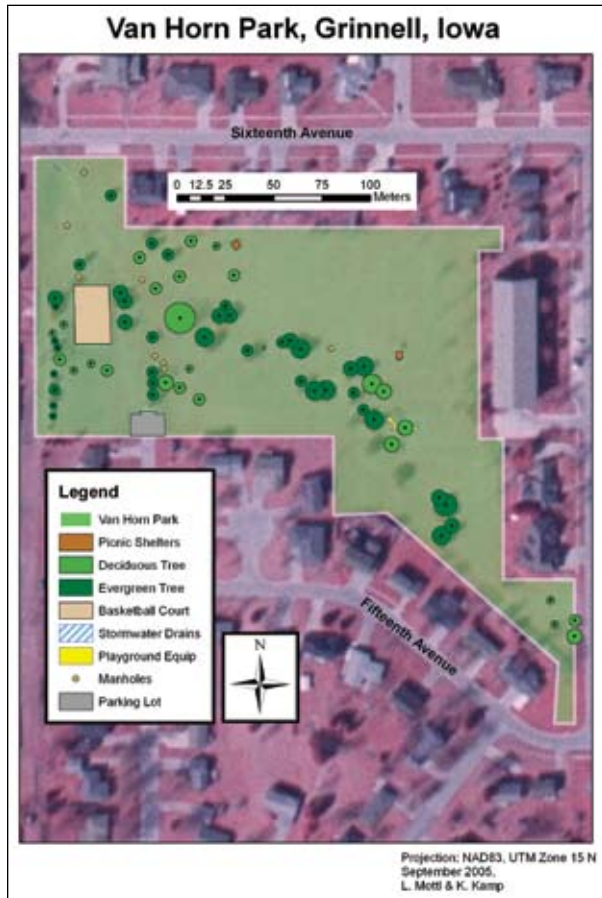 Van Horn Park, Grinnell, Iowa
Sixteenth Avenue
0 12.5 25 50 75 100
Meters
Legend
Van Horn Park
Picnic Shelters
Deciduous Tree
Evergreen Tree
Basketball Court
Stormwater Drains
Playground Equip
Manholes
Parking Lot
N
Fifteenth Avenue
Projection: NAD83, UTM Zone 15 N
September 2005.
L. Mottl & K. Kamp